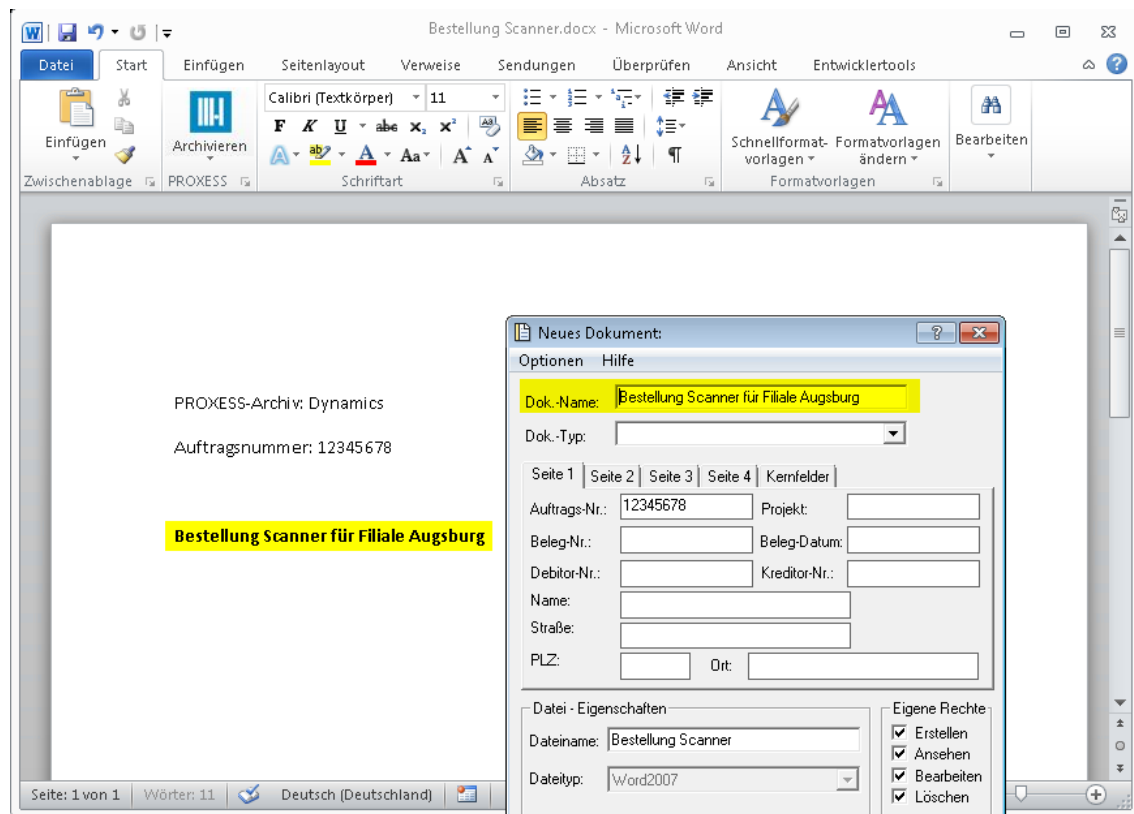 Bestellung Scanner.docx - Microsoft Word
Datei Start Einfügen Seitenlayout Verweise Sendungen Überprüfen Ansicht Entwicklertools
Calibri (Textkörper) 11
F K U abe x₂ x²
Aa A A
Einfügen
Archivieren
Schnellformat-vorlagen
Formatvorlagen ändern
Bearbeiten
Zwischenablage PROXESS Schriftart Absatz Formatvorlagen
PROXESS-Archiv: Dynamics
Auftragsnummer: 12345678
Bestellung Scanner für Filiale Augsburg
Neues Dokument:
Optionen Hilfe
Dok.-Name: Bestellung Scanner für Filiale Augsburg
Dok.-Typ:
Seite 1 Seite 2 Seite 3 Seite 4 Kernfelder
Auftrags-Nr.: 12345678 Projekt:
Beleg-Nr.: Beleg-Datum:
Debitor-Nr.: Kreditor-Nr.:
Name:
Straße:
PLZ: Ort:
Datei - Eigenschaften
Dateiname: Bestellung Scanner
Dateityp: Word2007
Eigene Rechte
Erstellen
Ansehen
Bearbeiten
Löschen
Seite: 1 von 1 Wörter: 11 Deutsch (Deutschland)